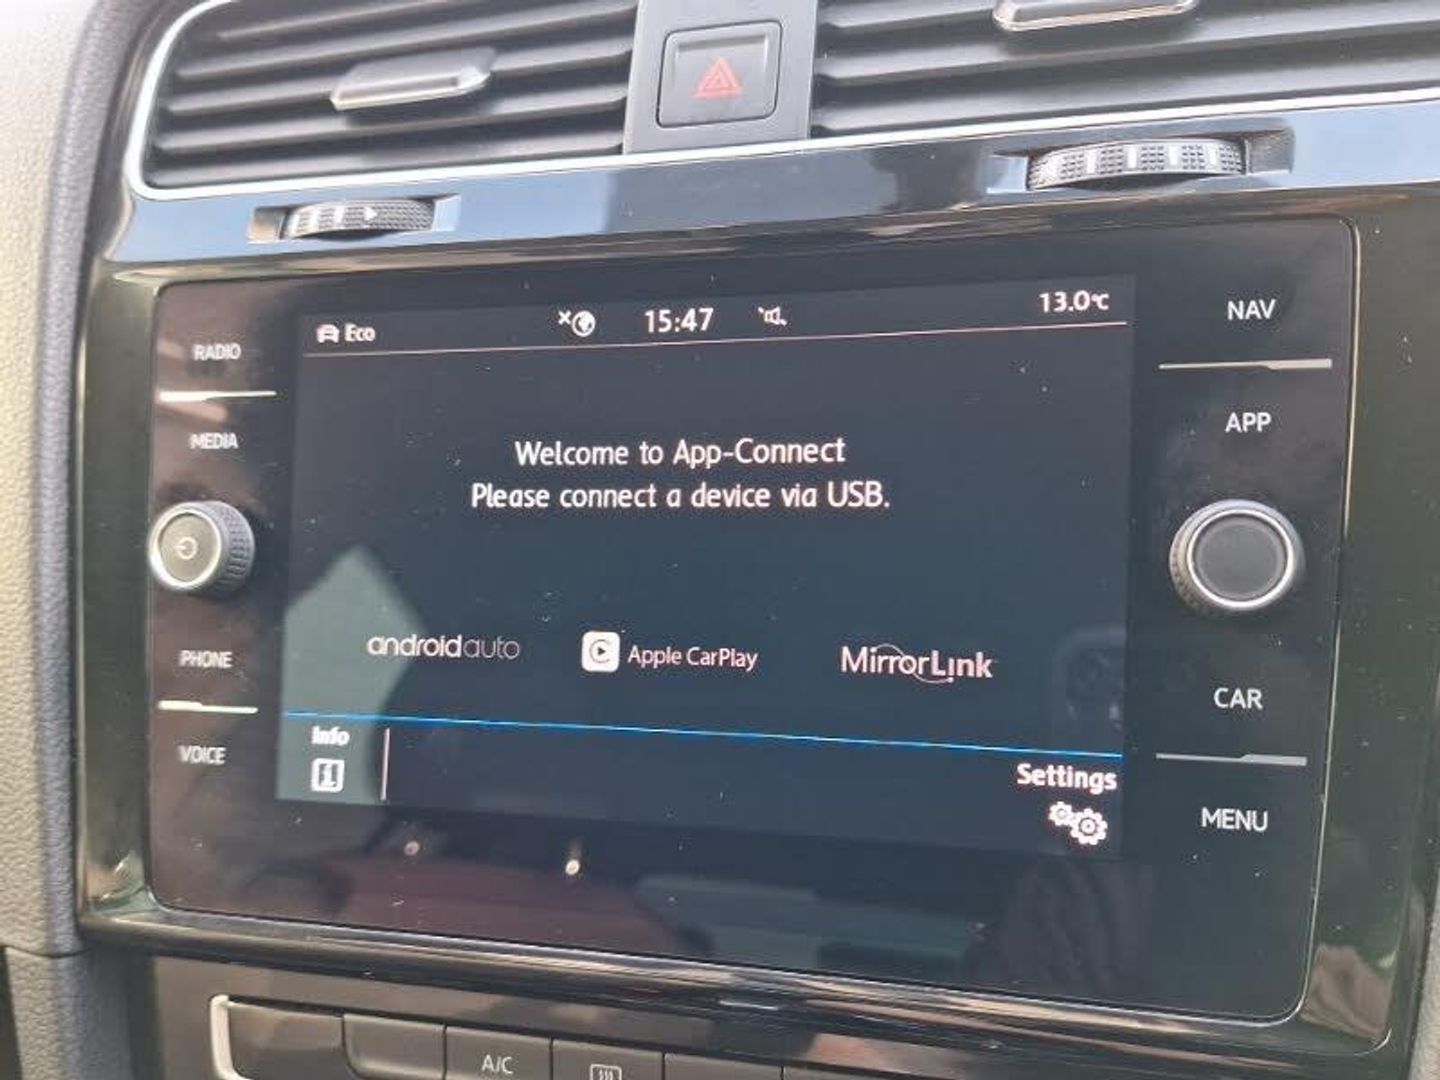 Eco
15:47
13.0°C
RADIO
MEDIA
PHONE
VOICE
Welcome to App-Connect
Please connect a device via USB.
androidauto
Apple CarPlay
MirrorLink
Info
Settings
NAV
APP
CAR
MENU
A/C